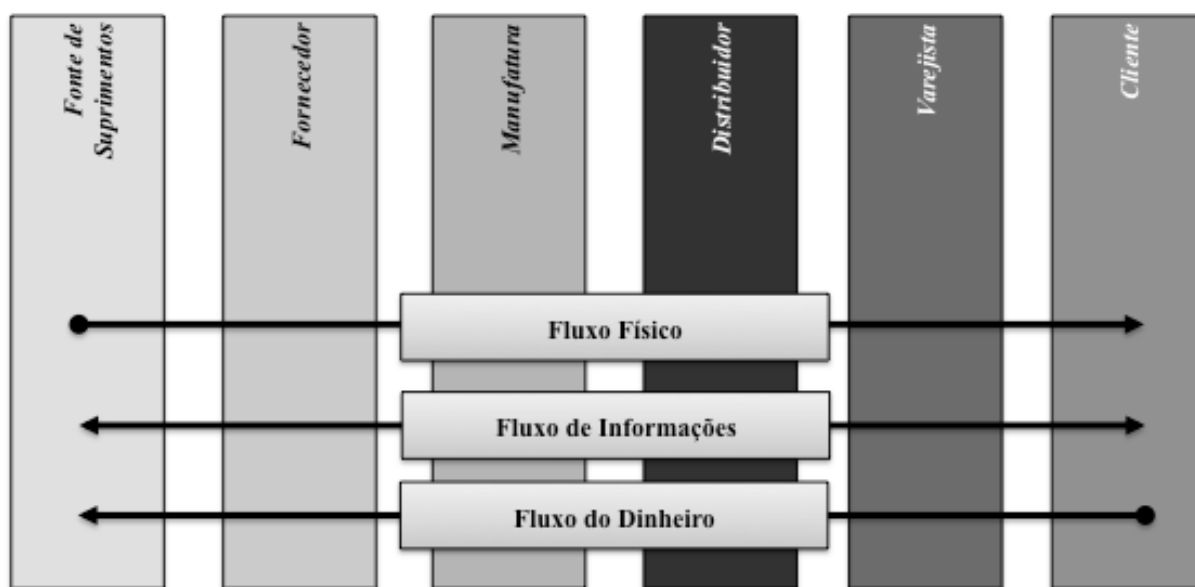 Fonte de
Suprimentos
Fornecedor
Manufatura
Distribuidor
Varejista
Cliente
Fluxo Físico
Fluxo de Informações
Fluxo do Dinheiro